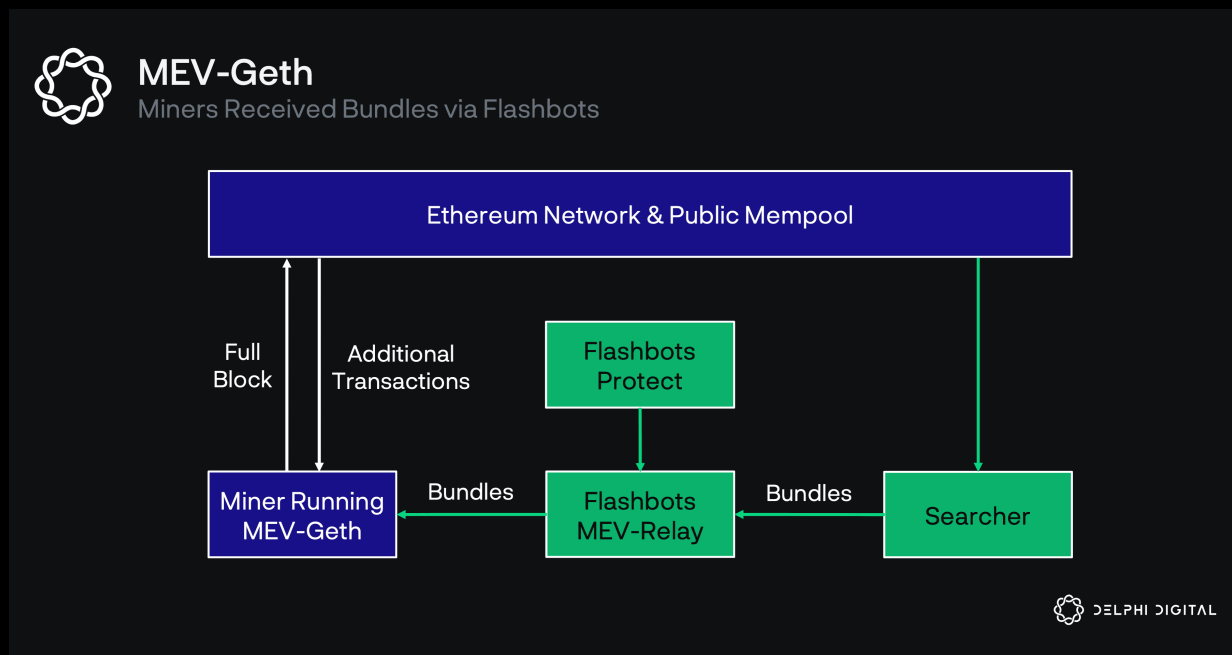 MEV-Geth
Miners Received Bundles via Flashbots
Ethereum Network & Public Mempool
Full
Block
Additional
Transactions
Flashbots
Protect
Miner Running
MEV-Geth
Bundles
Flashbots
MEV-Relay
Bundles
Searcher
DELPHI DIGITAL